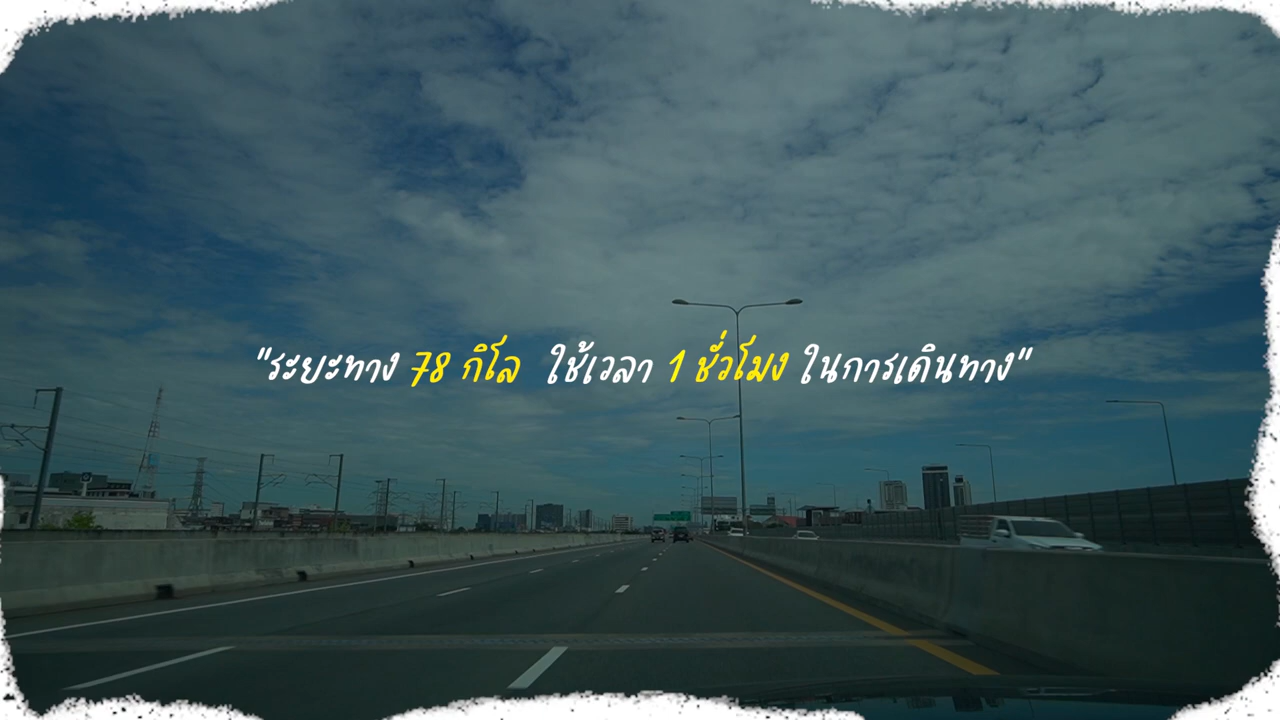 "ระยะทาง 78 กิโล ใช้เวลา 1 ชั่วโมง ในการเดินทาง"